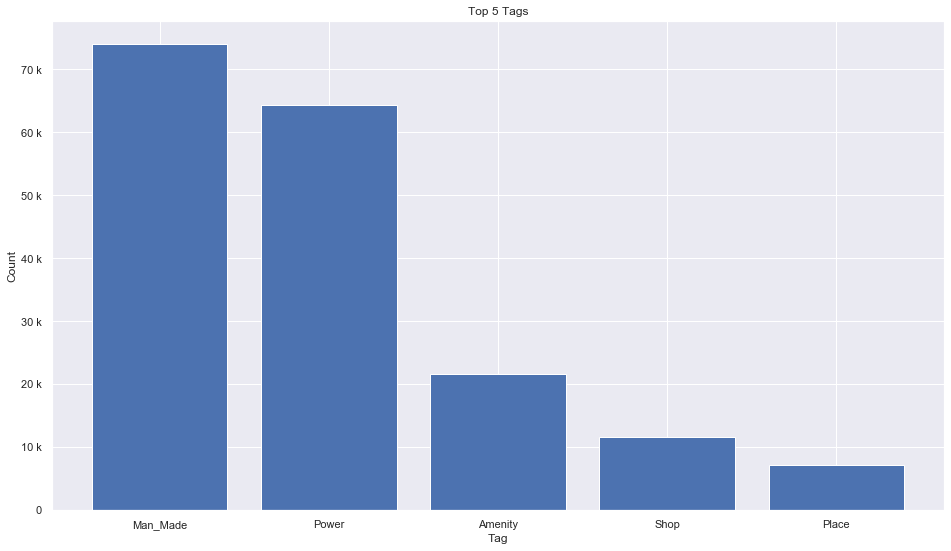 Top 5 Tags
Count
70 k
60 k
50 k
40 k
30 k
20 k
10 k
0
Man_Made Power Amenity Shop Place
Tag